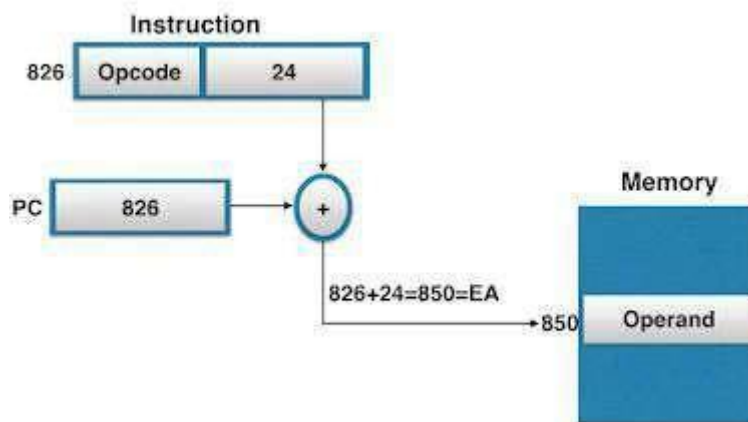 Instruction
826 Opcode 24
PC 826 +
Memory
826+24=850=EA
850 Operand